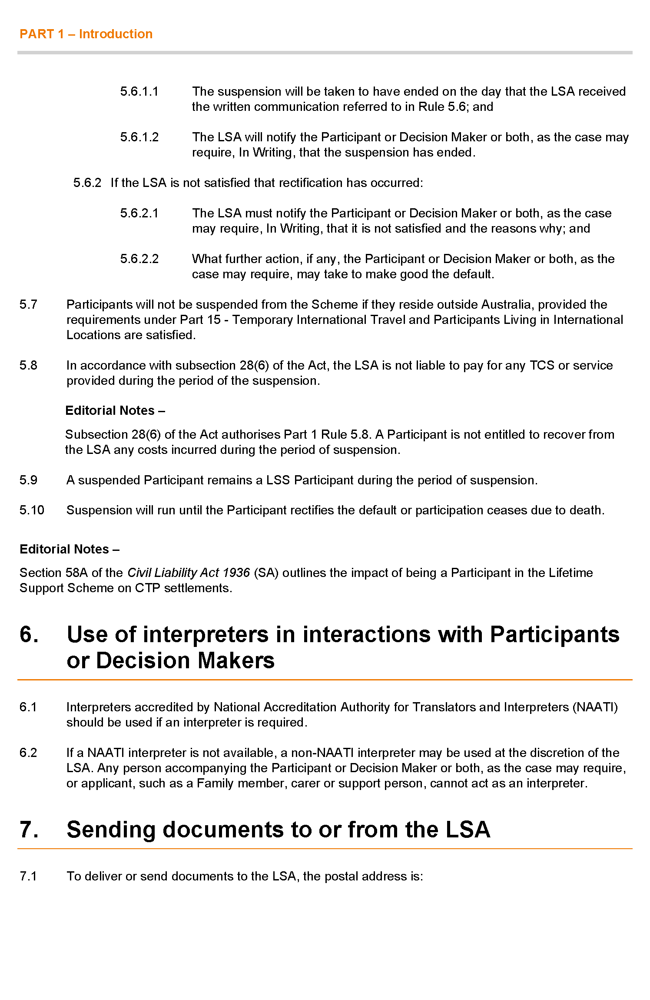 PART 1 – Introduction
5.6.1.1 The suspension will be taken to have ended on the day that the LSA received
the written communication referred to in Rule 5.6; and
5.6.1.2 The LSA will notify the Participant or Decision Maker or both, as the case may
require, In Writing, that the suspension has ended.
5.6.2 If the LSA is not satisfied that rectification has occurred:
5.6.2.1 The LSA must notify the Participant or Decision Maker or both, as the case
may require, In Writing, that it is not satisfied and the reasons why; and
5.6.2.2 What further action, if any, the Participant or Decision Maker or both, as the
case may require, may take to make good the default.
5.7 Participants will not be suspended from the Scheme if they reside outside Australia, provided the
requirements under Part 15 - Temporary International Travel and Participants Living in International
Locations are satisfied.
5.8 In accordance with subsection 28(6) of the Act, the LSA is not liable to pay for any TCS or service
provided during the period of the suspension.
Editorial Notes –
Subsection 28(6) of the Act authorises Part 1 Rule 5.8. A Participant is not entitled to recover from
the LSA any costs incurred during the period of suspension.
5.9 A suspended Participant remains a LSS Participant during the period of suspension.
5.10 Suspension will run until the Participant rectifies the default or participation ceases due to death.
Editorial Notes –
Section 58A of the Civil Liability Act 1936 (SA) outlines the impact of being a Participant in the Lifetime
Support Scheme on CTP settlements.
6. Use of interpreters in interactions with Participants
or Decision Makers
6.1 Interpreters accredited by National Accreditation Authority for Translators and Interpreters (NAATI)
should be used if an interpreter is required.
6.2 If a NAATI interpreter is not available, a non-NAATI interpreter may be used at the discretion of the
LSA. Any person accompanying the Participant or Decision Maker or both, as the case may require,
or applicant, such as a Family member, carer or support person, cannot act as an interpreter.
7. Sending documents to or from the LSA
7.1 To deliver or send documents to the LSA, the postal address is: